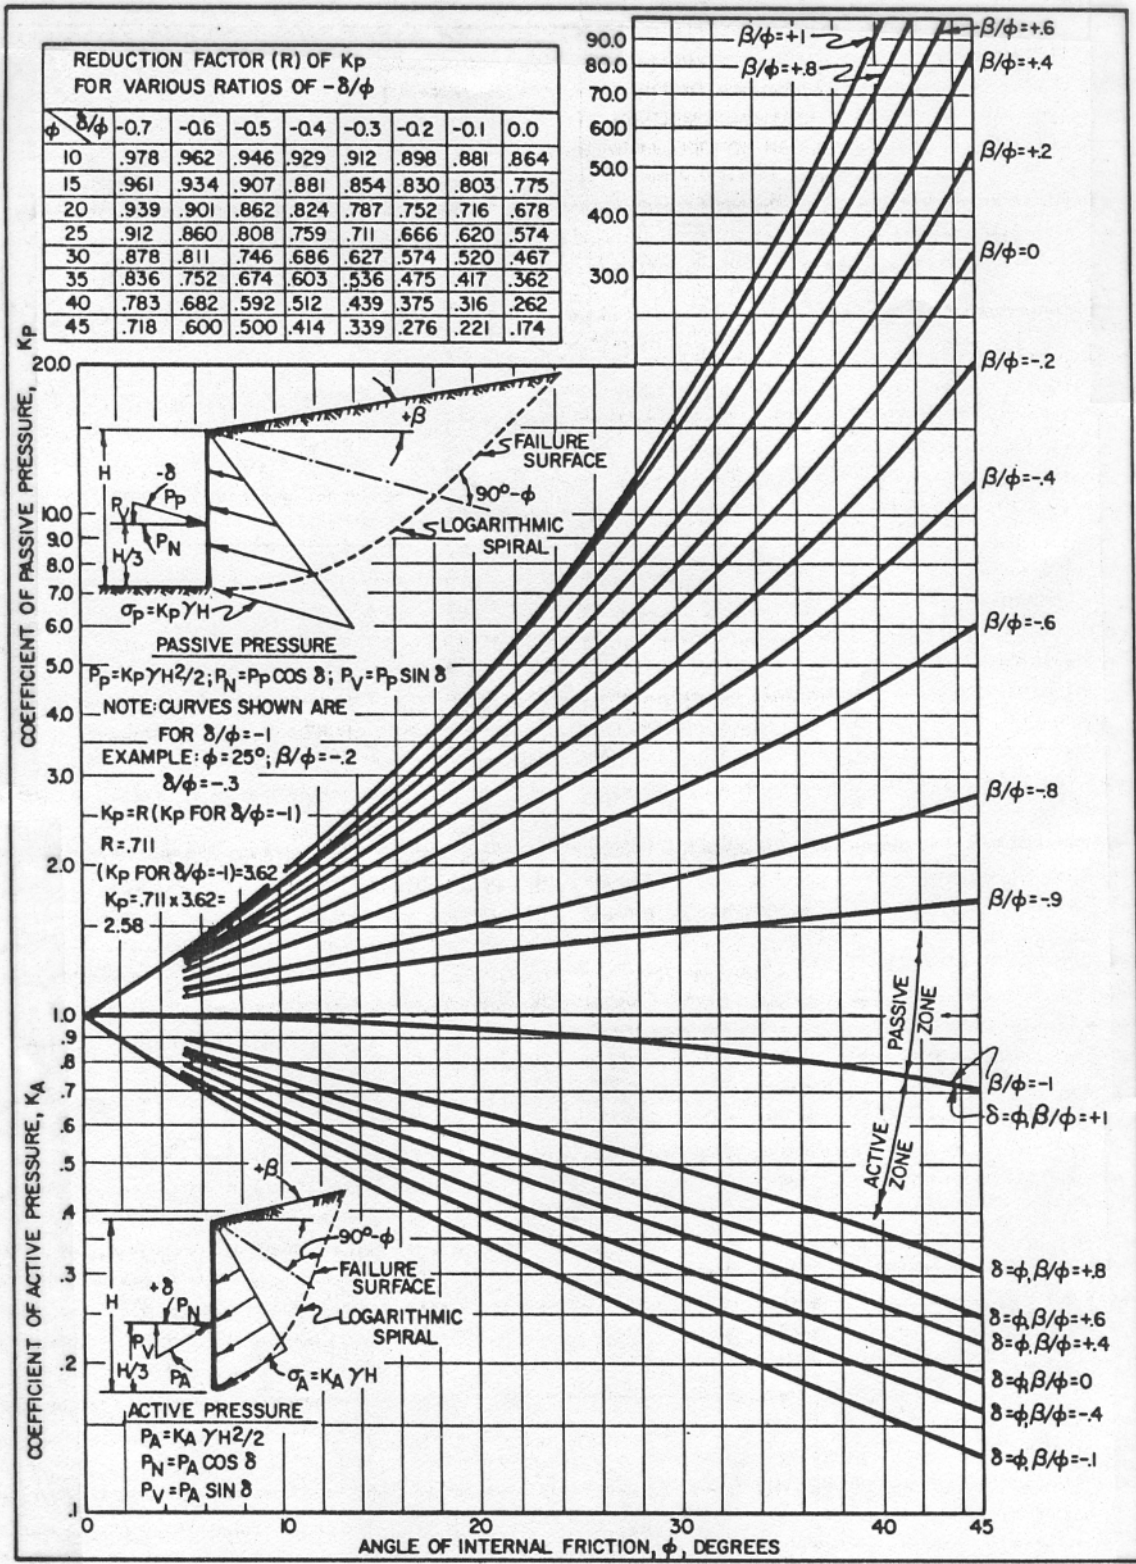 REDUCTION FACTOR (R) OF Kp
FOR VARIOUS RATIOS OF -δ/ϕ
ϕ δ/ϕ -0.7 -0.6 -0.5 -0.4 -0.3 -0.2 -0.1 0.0
10 .978 .962 .946 .929 .912 .898 .881 .864
15 .961 .934 .907 .881 .854 .830 .803 .775
20 .939 .901 .862 .824 .787 .752 .716 .678
25 .912 .860 .808 .759 .711 .666 .620 .574
30 .878 .811 .746 .686 .627 .574 .520 .467
35 .836 .752 .674 .603 .536 .475 .417 .362
40 .783 .682 .592 .512 .439 .375 .316 .262
45 .718 .600 .500 .414 .339 .276 .221 .174
90.0
80.0
70.0
60.0
50.0
40.0
30.0
β/ϕ=+1
β/ϕ=+.8
β/ϕ=+.6
β/ϕ=+.4
β/ϕ=+.2
β/ϕ=0
β/ϕ=-.2
β/ϕ=-.4
β/ϕ=-.6
β/ϕ=-.8
β/ϕ=-.9
β/ϕ=-1
δ=ϕ,β/ϕ=+1
PASSIVE
ZONE
ACTIVE
ZONE
δ=ϕ,β/ϕ=+.8
δ=ϕ,β/ϕ=+.6
δ=ϕ,β/ϕ=+.4
δ=ϕ,β/ϕ=0
δ=ϕ,β/ϕ=-.4
δ=ϕ,β/ϕ=-.1
COEFFICIENT OF PASSIVE PRESSURE, Kp
20.0
10.0
9.0
8.0
7.0
6.0
5.0
4.0
3.0
2.0
1.0
.9
.8
.7
.6
.5
.4
.3
.2
.1
COEFFICIENT OF ACTIVE PRESSURE, KA
+β
FAILURE
SURFACE
90°-ϕ
LOGARITHMIC
SPIRAL
H
-δ
Pp
PV
PN
H/3
σp=Kp γH
PASSIVE PRESSURE
Pp=Kp γH2/2; PN=Pp COS δ; PV=Pp SIN δ
NOTE: CURVES SHOWN ARE
FOR δ/ϕ=-1
EXAMPLE: ϕ=25°; β/ϕ=-.2
δ/ϕ=-.3
Kp=R (Kp FOR δ/ϕ=-1)
R=.711
(Kp FOR δ/ϕ=-1)=3.62
Kp=.711 x 3.62=
2.58
+β
90°-ϕ
FAILURE
SURFACE
LOGARITHMIC
SPIRAL
H
+δ
PN
PV
H/3
PA
σA=KA γH
ACTIVE PRESSURE
PA=KA γH2/2
PN=PA COS δ
PV=PA SIN δ
0 10 20 30 40 45
ANGLE OF INTERNAL FRICTION, ϕ, DEGREES